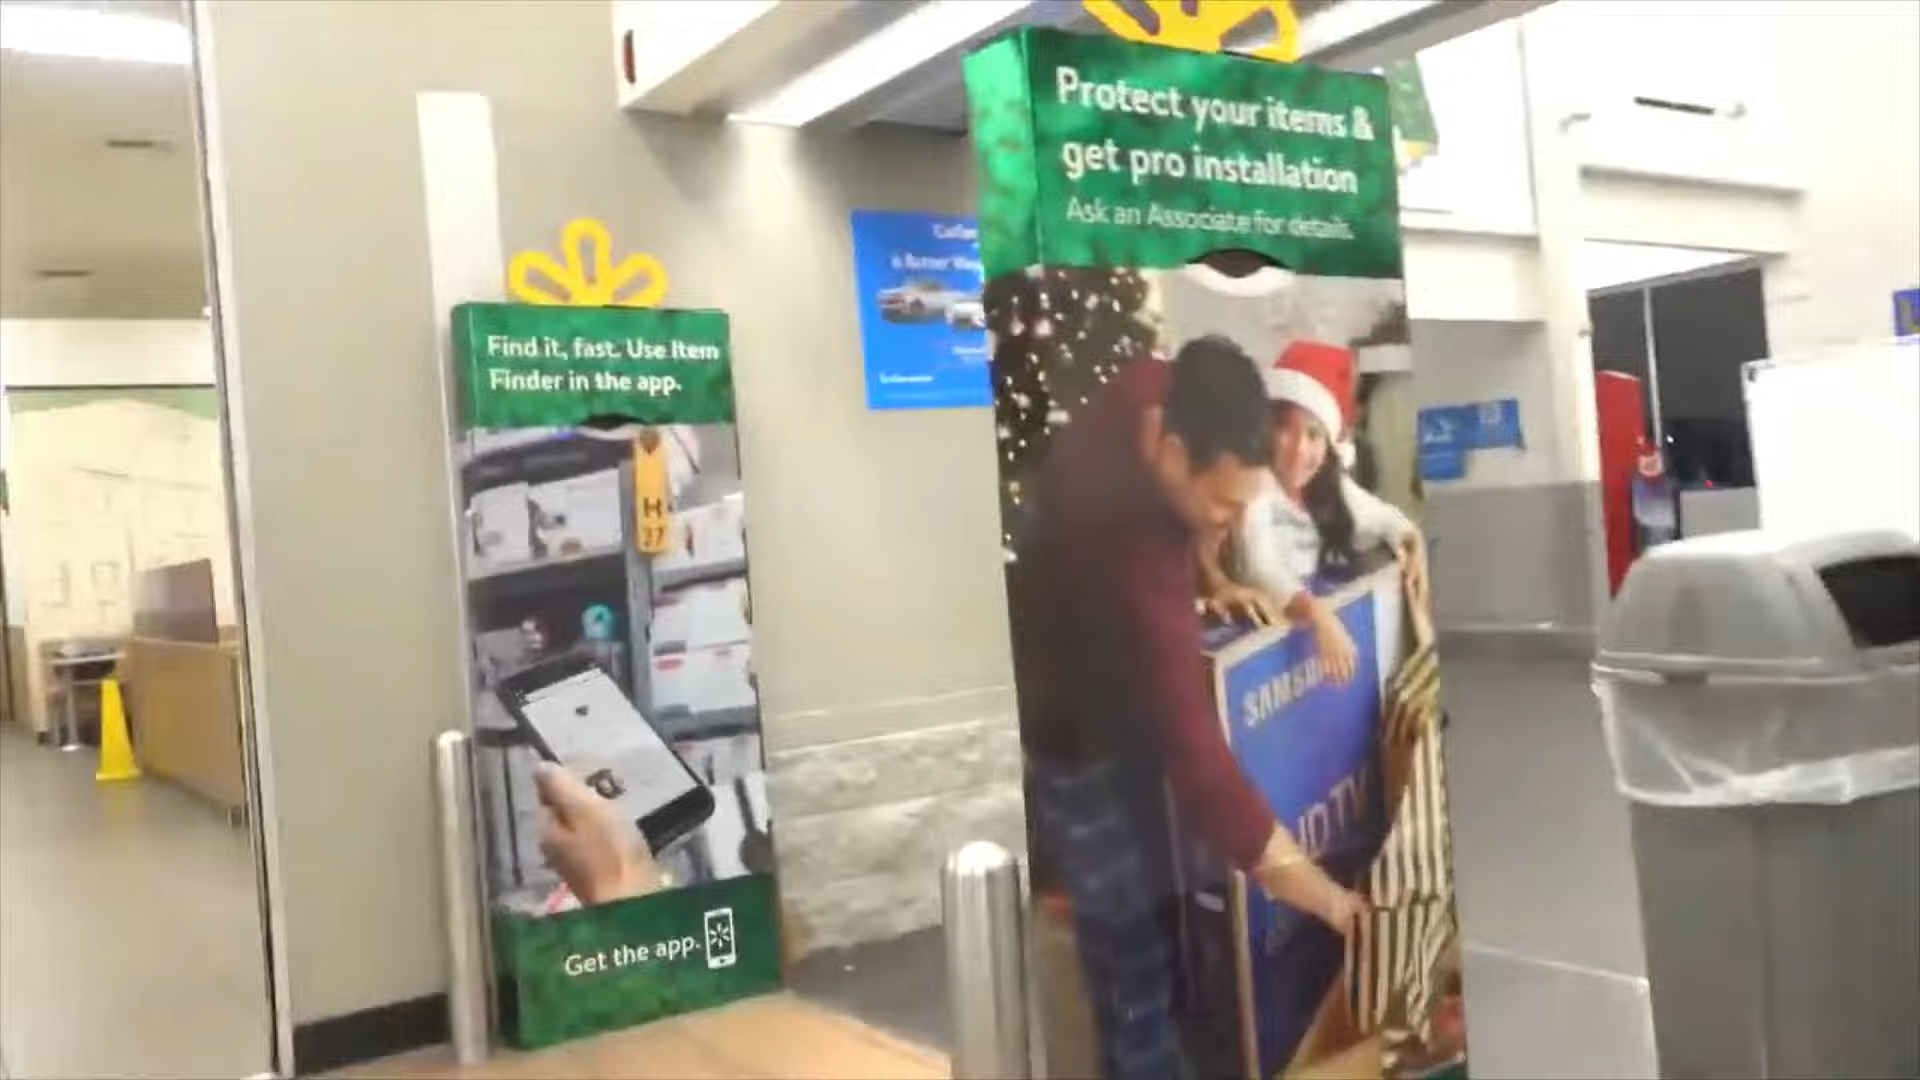 Find it, fast. Use Item
Finder in the app.
H
37
Get the app.
Protect your items &
get pro installation
Ask an Associate for details.
SAMSUNG